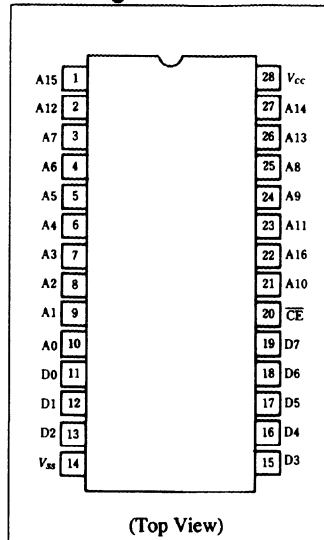 A15 1 28 Vcc
A12 2 27 A14
A7 3 26 A13
A6 4 25 A8
A5 5 24 A9
A4 6 23 A11
A3 7 22 A16
A2 8 21 A10
A1 9 20 C̅E̅
A0 10 19 D7
D0 11 18 D6
D1 12 17 D5
D2 13 16 D4
Vss 14 15 D3
(Top View)